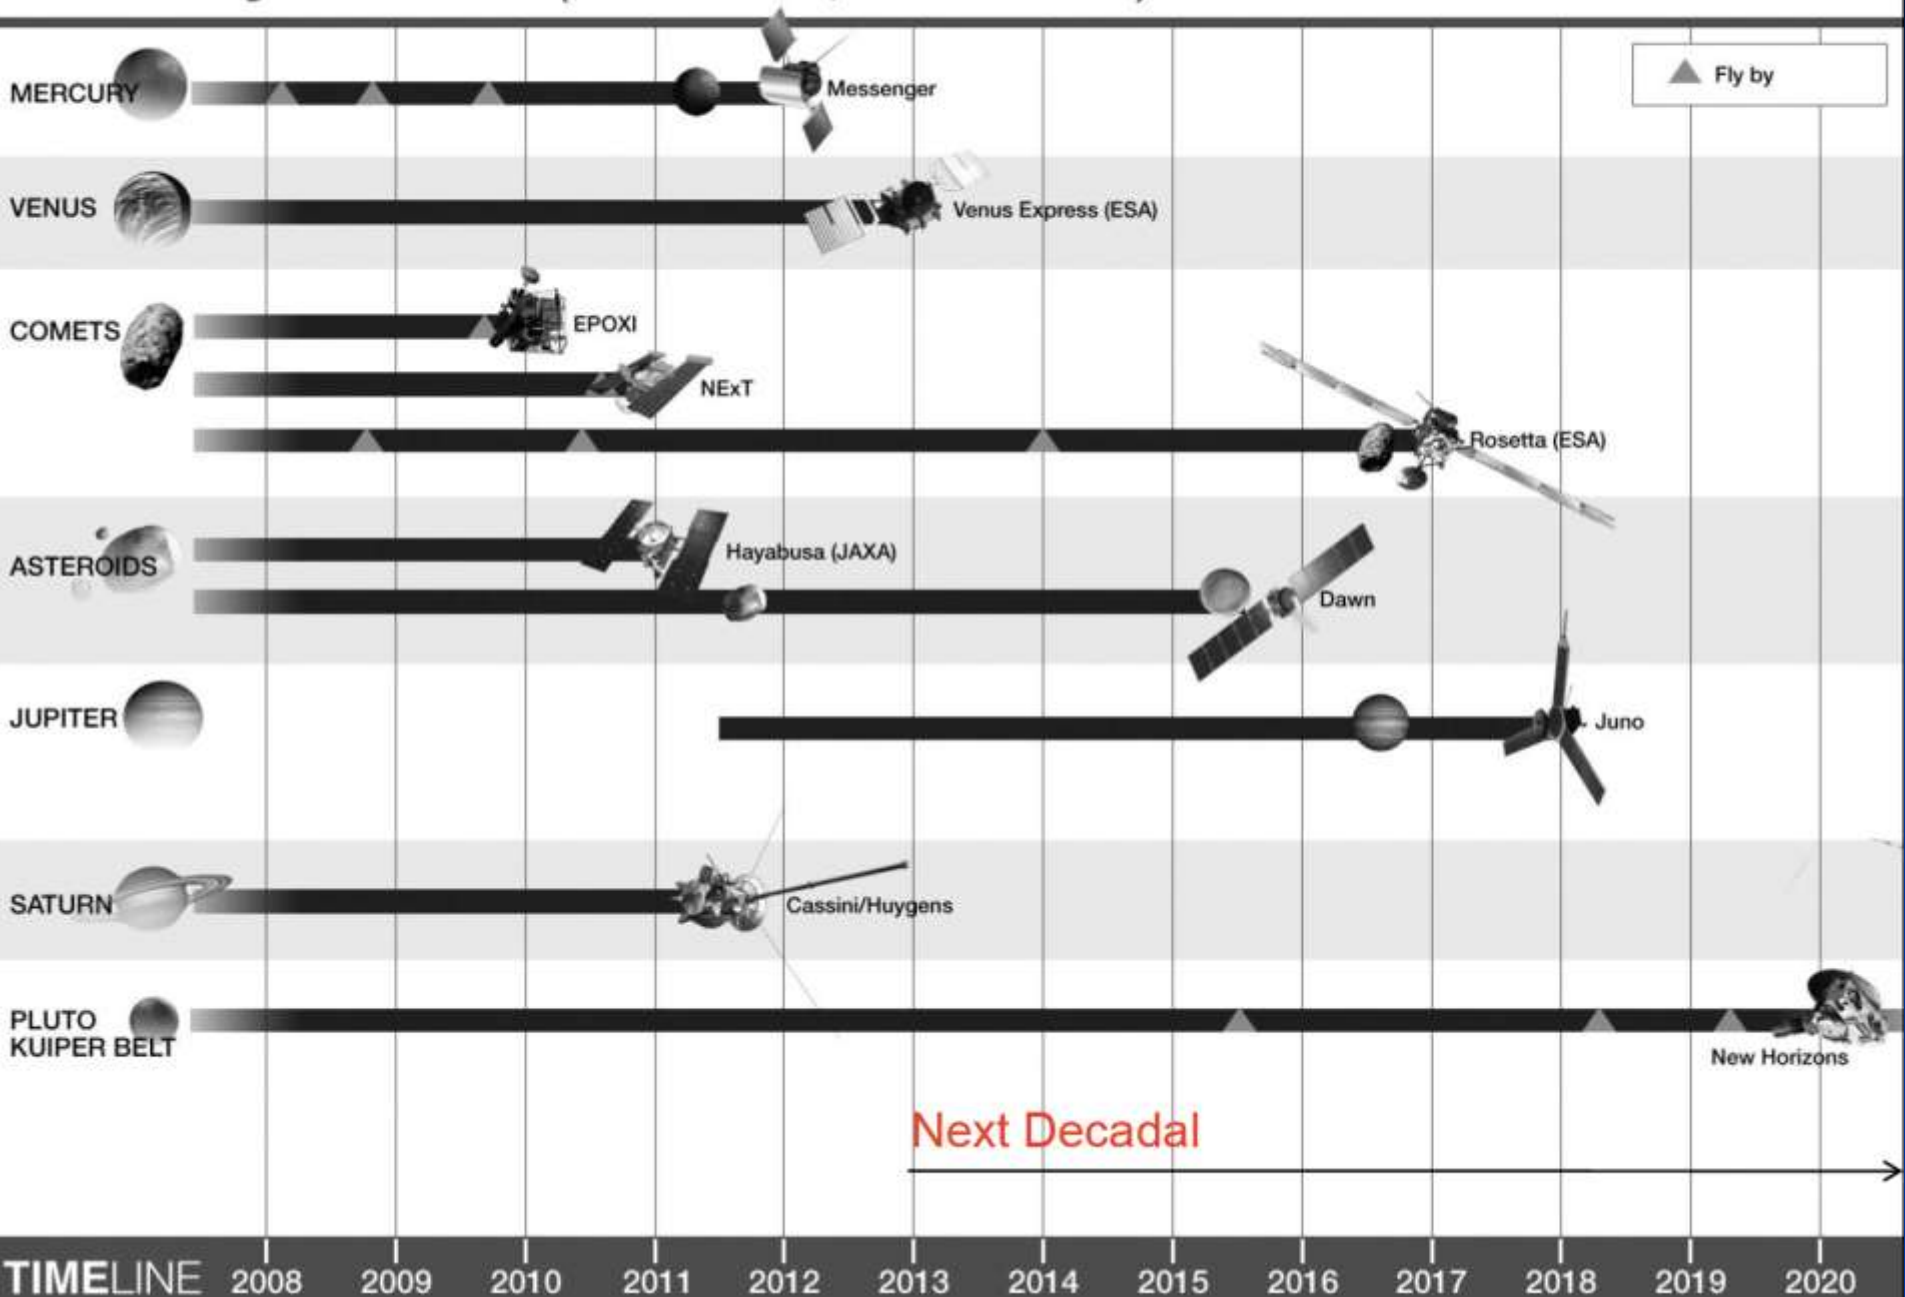 Fly by
MERCURY
Messenger
VENUS
Venus Express (ESA)
COMETS
EPOXI
NExT
Rosetta (ESA)
ASTEROIDS
Hayabusa (JAXA)
Dawn
JUPITER
Juno
SATURN
Cassini/Huygens
PLUTO
KUIPER BELT
New Horizons
Next Decadal
TIMELINE 2008 2009 2010 2011 2012 2013 2014 2015 2016 2017 2018 2019 2020